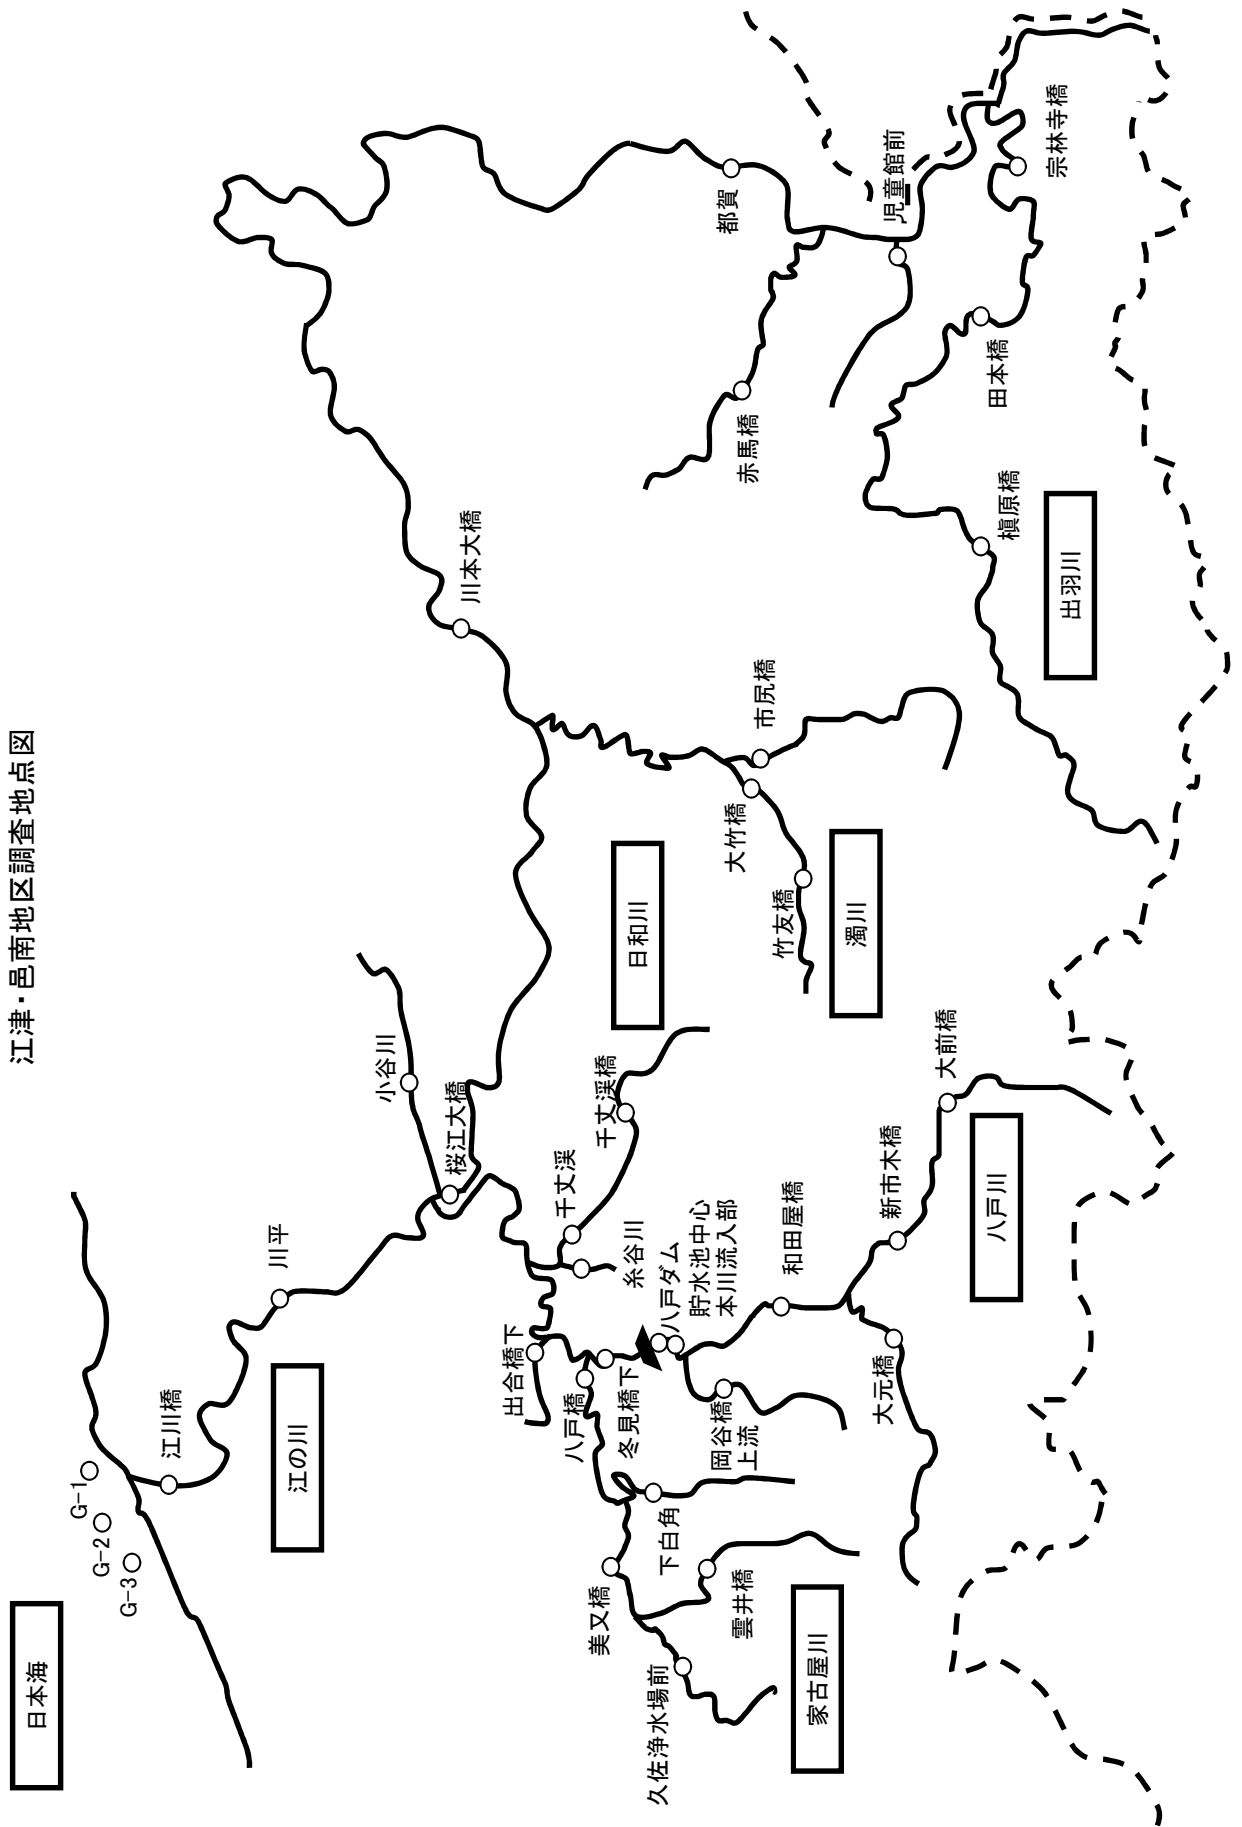 江津・邑南地区調査地点図
日本海
G-1
G-2
G-3
江川橋
江の川
川平
小谷川
桜江大橋
川本大橋
都賀
児童館前
宗林寺橋
赤馬橋
田本橋
槇原橋
出羽川
市尻橋
大竹橋
竹友橋
濁川
日和川
千丈渓橋
千丈渓
糸谷川
八戸ダム
貯水池中心
本川流入部
和田屋橋
新市木橋
大前橋
八戸川
大元橋
出合橋下
八戸橋
冬見橋下
岡谷橋
上流
下白角
美又橋
雲井橋
久佐浄水場前
家古屋川